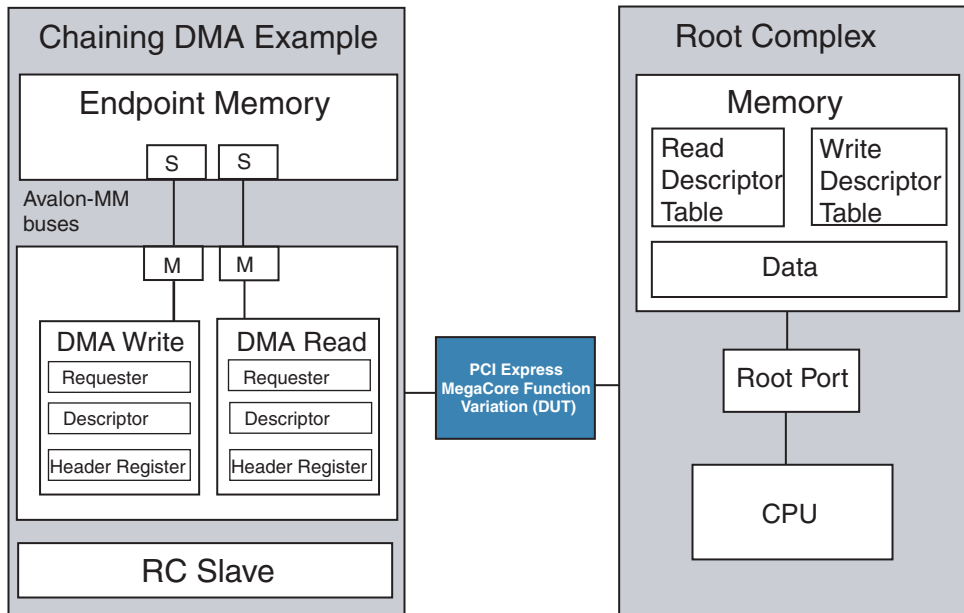 Chaining DMA Example
Endpoint Memory
S
S
Avalon-MM
buses
M
M
DMA Write
Requester
Descriptor
Header Register
DMA Read
Requester
Descriptor
Header Register
RC Slave
PCI Express
MegaCore Function
Variation (DUT)
Root Complex
Memory
Read
Descriptor
Table
Write
Descriptor
Table
Data
Root Port
CPU